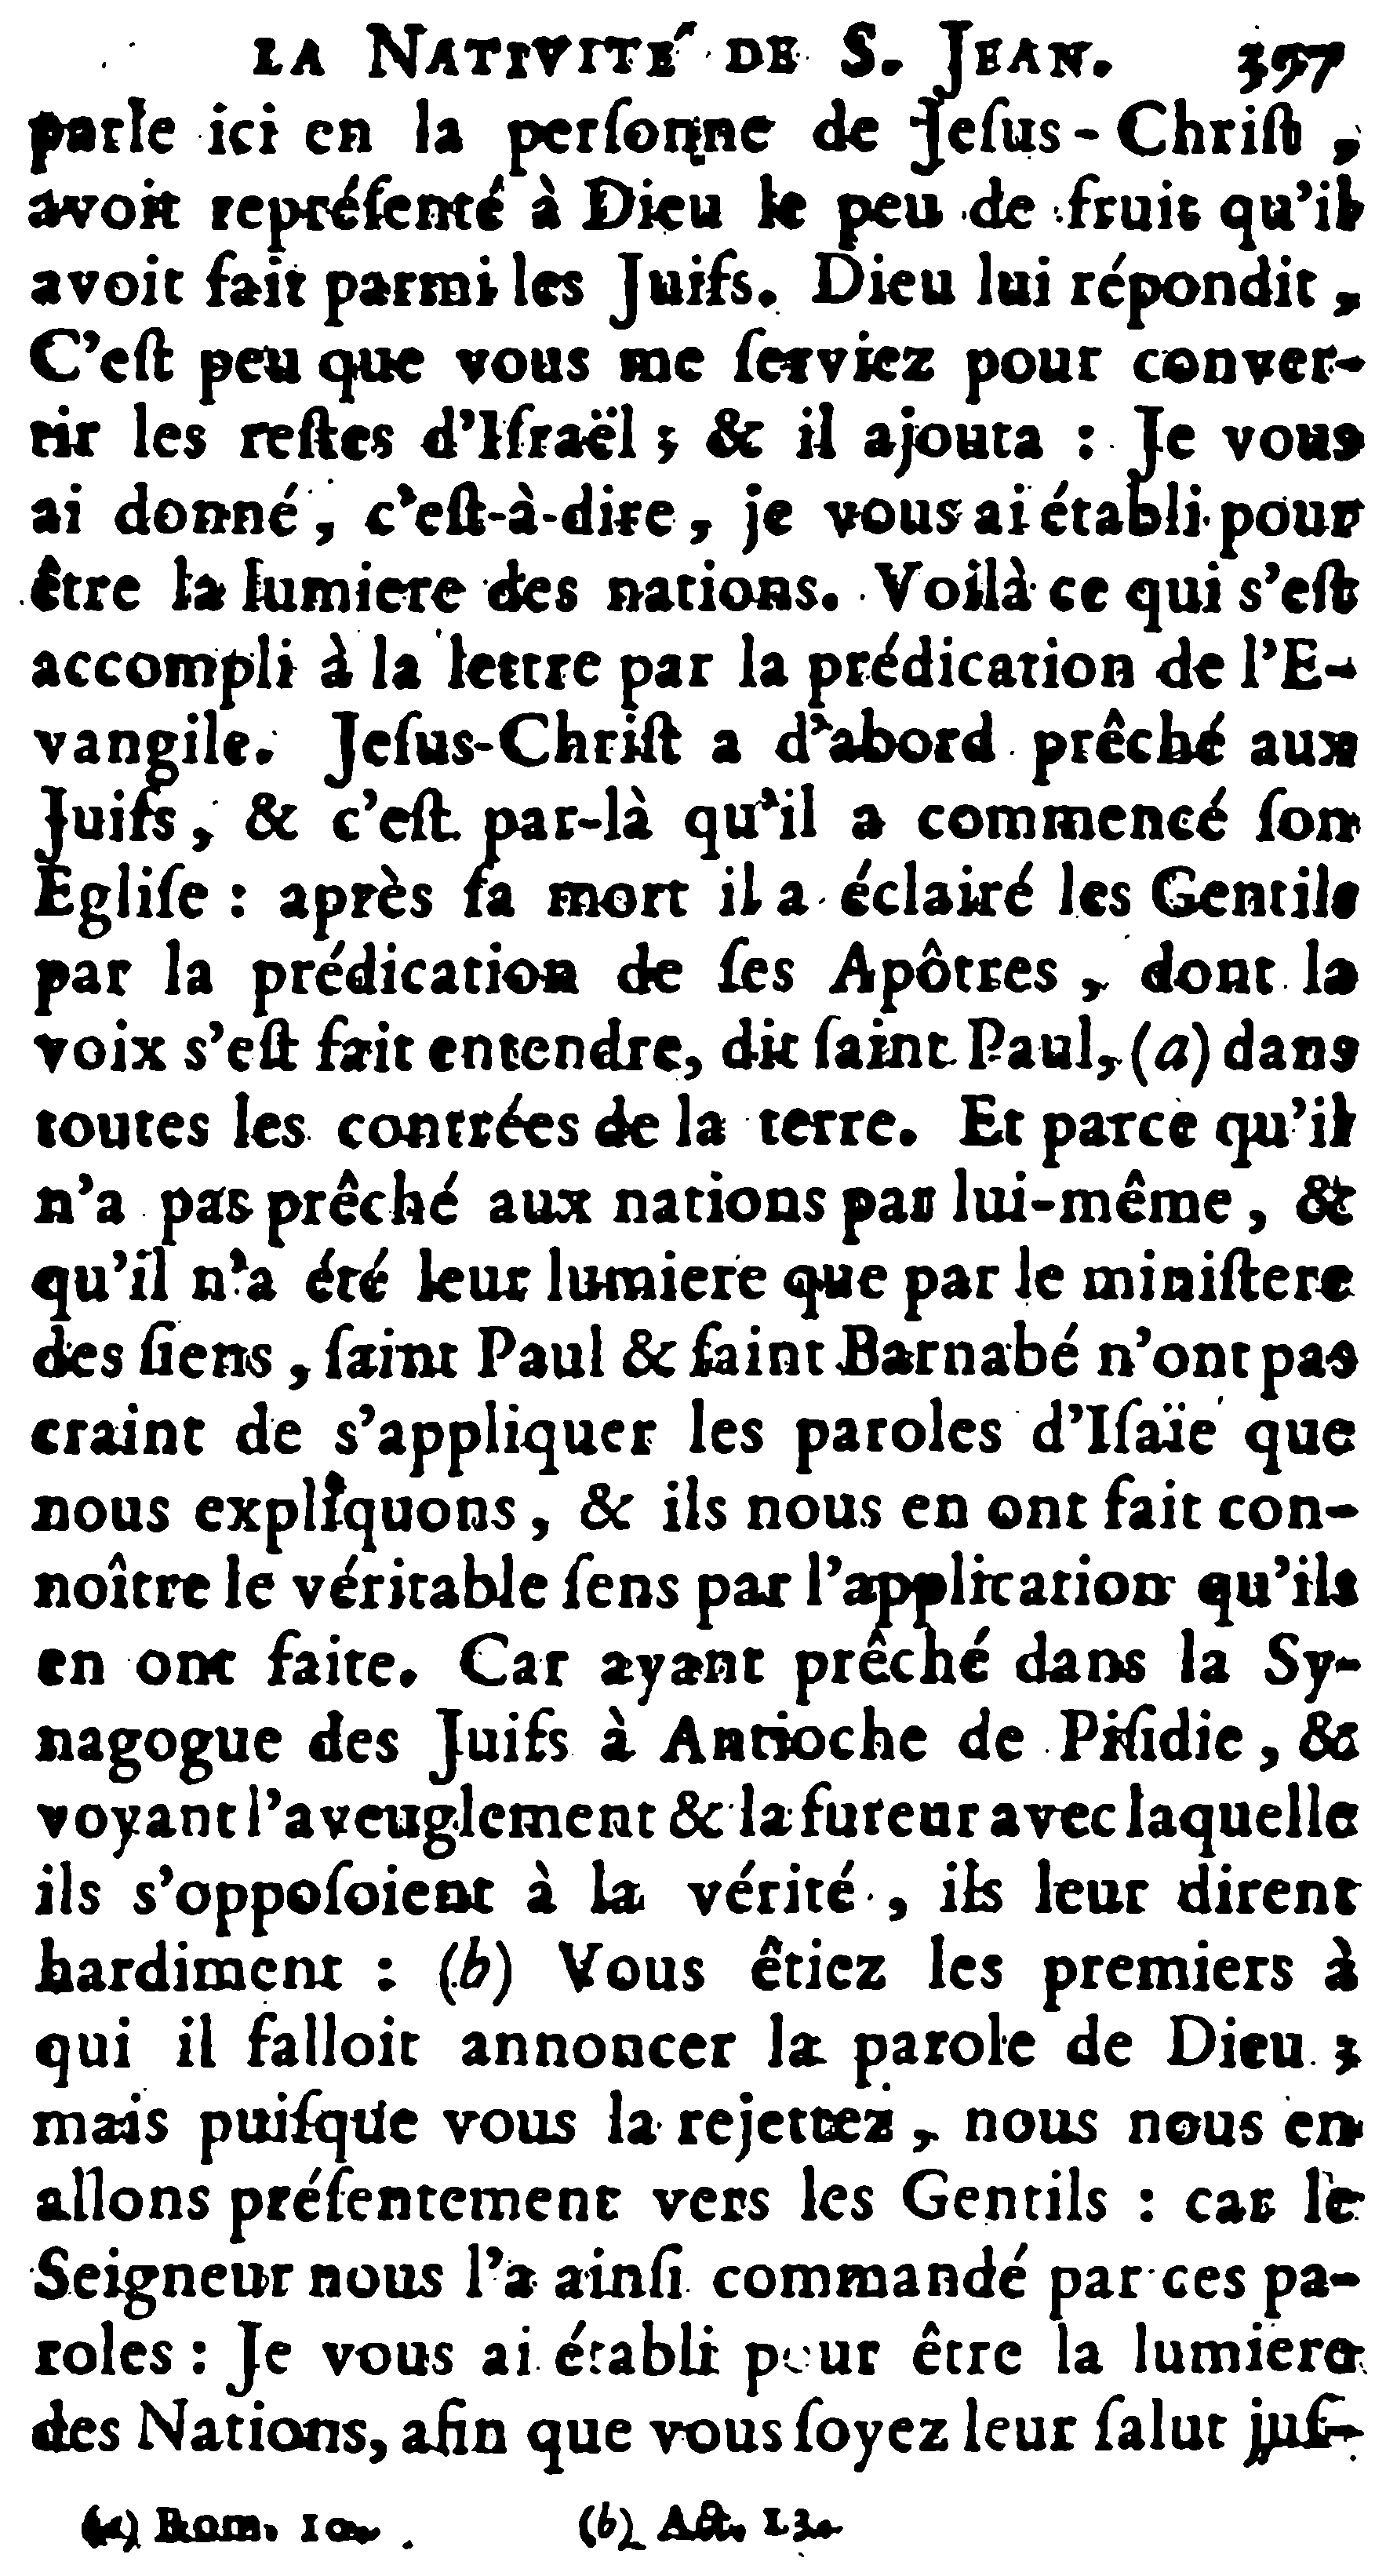 LA NATIVITÉ DE S. JEAN. 397
parle ici en la perſonne de Jeſus-Chriſt,
avoit repréſenté à Dieu le peu de fruit qu'il
avoit fait parmi les Juifs. Dieu lui répondit,
C'eſt peu que vous me ſerviez pour conver-
tir les reſtes d'Iſraël ; & il ajouta : Je vous
ai donné, c'eſt-à-dire, je vous ai établi pour
être la lumiere des nations. Voilà ce qui s'eſt
accompli à la lettre par la prédication de l'E-
vangile. Jeſus-Chriſt a d'abord prêché aux
Juifs, & c'eſt par-là qu'il a commencé ſon
Egliſe : après ſa mort il a éclairé les Gentils
par la prédication de ſes Apôtres, dont la
voix s'eſt fait entendre, dit ſaint Paul, (a) dans
toutes les contrées de la terre. Et parce qu'il
n'a pas prêché aux nations par lui-même, &
qu'il n'a été leur lumiere que par le miniſtere
des ſiens, ſaint Paul & ſaint Barnabé n'ont pas
craint de s'appliquer les paroles d'Iſaïe que
nous expliquons, & ils nous en ont fait con-
noître le véritable ſens par l'application qu'ils
en ont faite. Car ayant prêché dans la Sy-
nagogue des Juifs à Antioche de Piſidie, &
voyant l'aveuglement & la fureur avec laquelle
ils s'oppoſoient à la vérité, ils leur dirent
hardiment : (b) Vous êtiez les premiers à
qui il falloit annoncer la parole de Dieu ;
mais puiſque vous la rejettez, nous nous en
allons préſentement vers les Gentils : car le
Seigneur nous l'a ainſi commandé par ces pa-
roles : Je vous ai établi pour être la lumiere
des Nations, afin que vous ſoyez leur ſalut juſ-
(a) Rom. 10. (b) Act. 13.